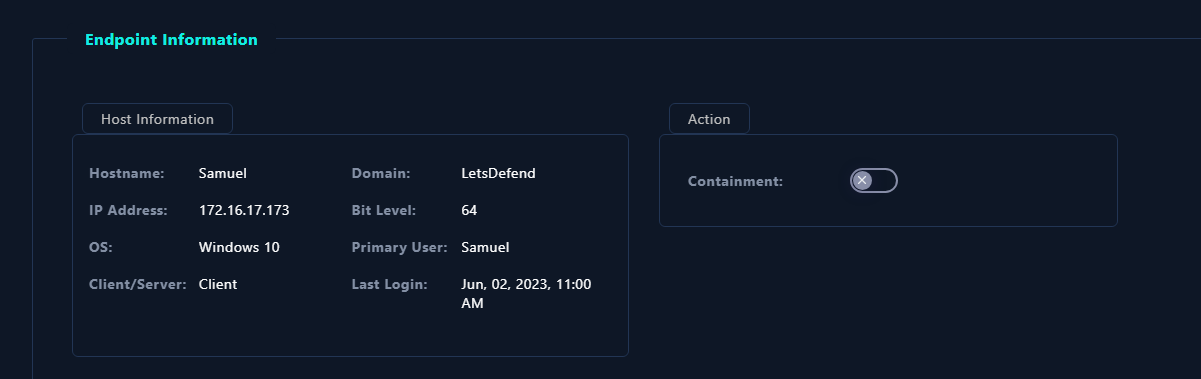 Endpoint Information
Host Information
Hostname: Samuel Domain: LetsDefend
IP Address: 172.16.17.173 Bit Level: 64
OS: Windows 10 Primary User: Samuel
Client/Server: Client Last Login: Jun, 02, 2023, 11:00
AM
Action
Containment: